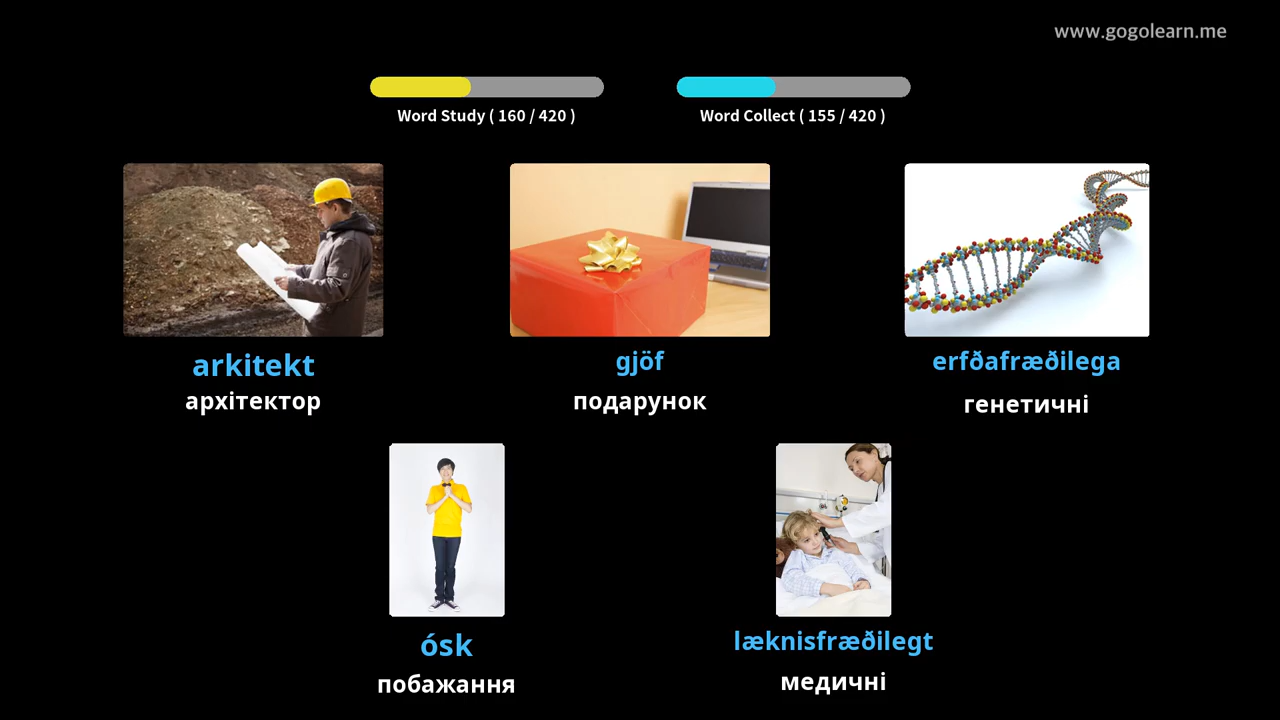 www.gogolearn.me
Word Study ( 160 / 420 )
Word Collect ( 155 / 420 )
arkitekt
архітектор
gjöf
подарунок
erfðafræðilega
генетичні
ósk
побажання
læknisfræðilegt
медичні